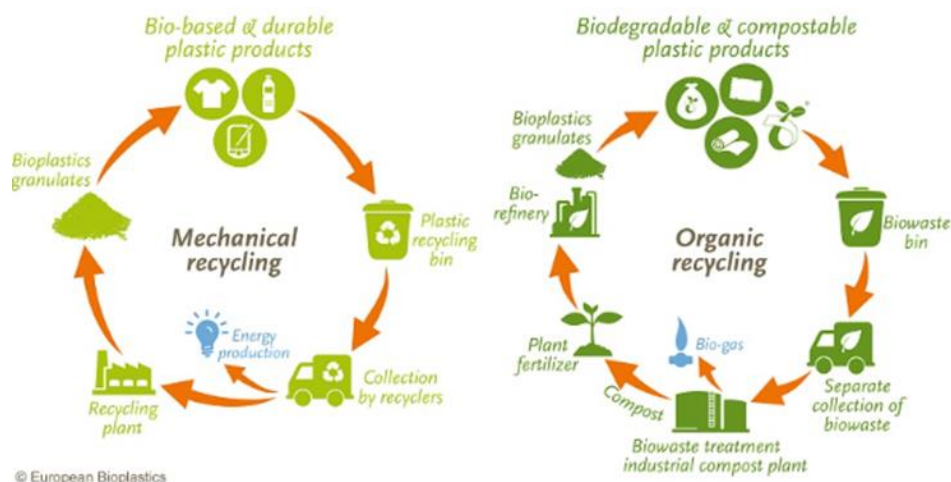 Bio-based & durable
plastic products
Bioplastics
granulates
Mechanical
recycling
Plastic
recycling
bin
Energy
production
Collection
by recyclers
Recycling
plant
Biodegradable & compostable
plastic products
Bioplastics
granulates
Bio-
refinery
Organic
recycling
Biowaste
bin
Plant
fertilizer
Bio-gas
Separate
collection of
biowaste
Compost
Biowaste treatment
industrial compost plant
© European Bioplastics